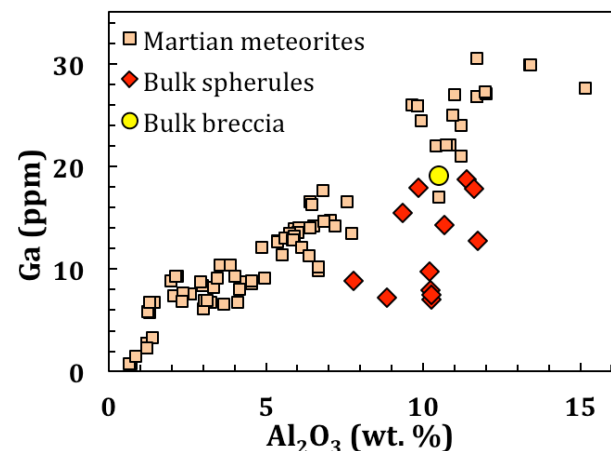 Martian meteorites
Bulk spherules
Bulk breccia
Ga (ppm)
30
20
10
0
0 5 10 15
Al₂O₃ (wt. %)